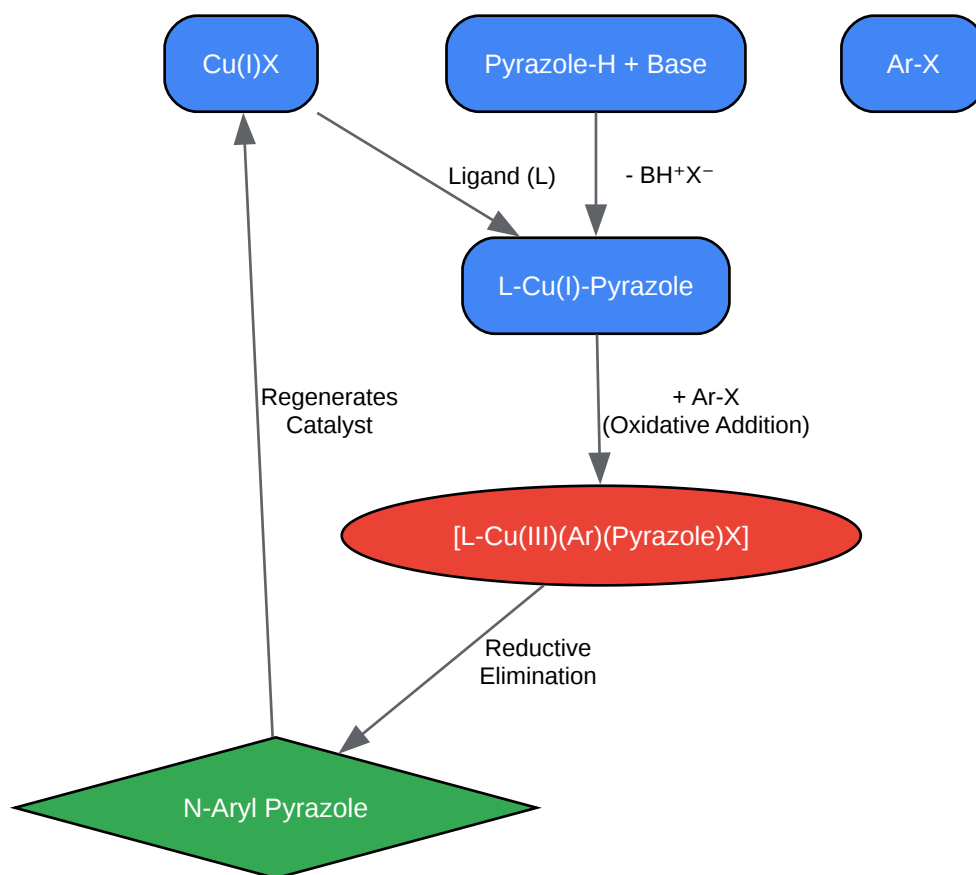 Cu(I)X
Pyrazole-H + Base
Ar-X
Ligand (L)
- BH⁺X⁻
L-Cu(I)-Pyrazole
Regenerates
Catalyst
+ Ar-X
(Oxidative Addition)
[L-Cu(III)(Ar)(Pyrazole)X]
Reductive
Elimination
N-Aryl Pyrazole